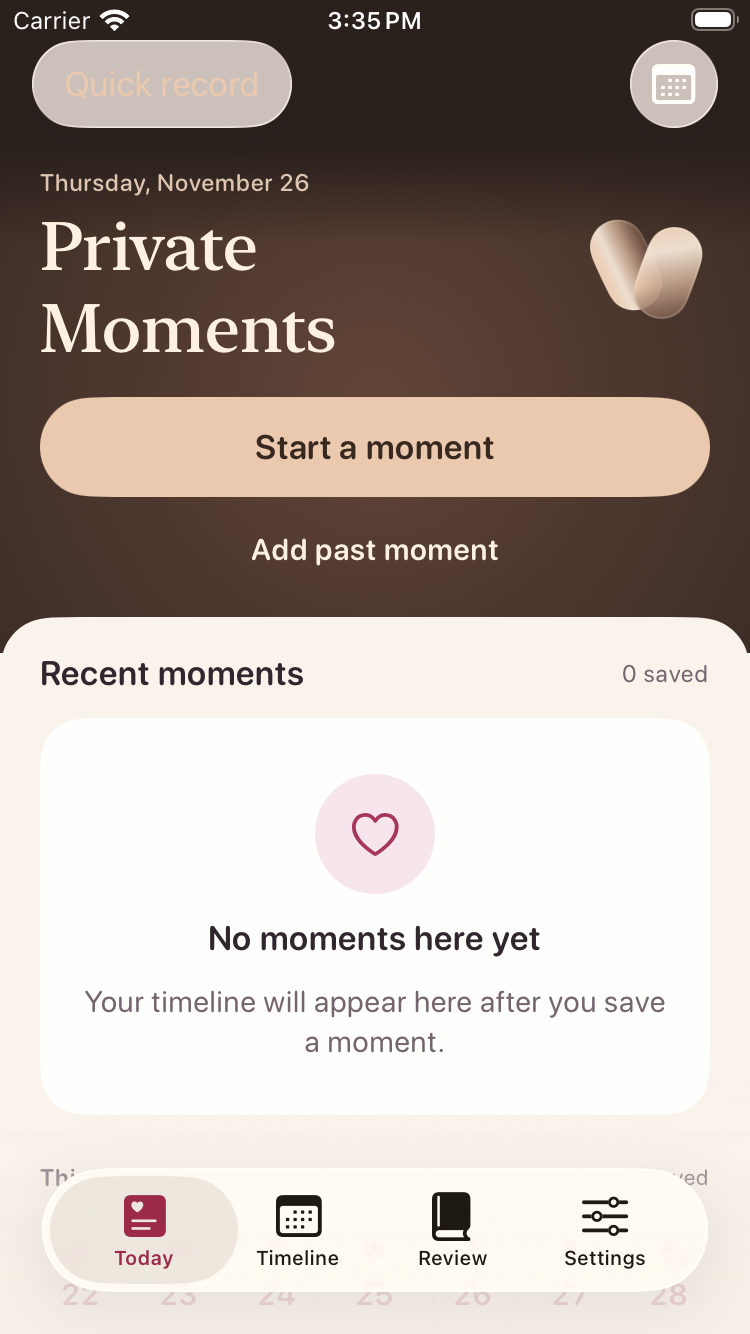 Carrier 3:35 PM
Quick record
Thursday, November 26
Private
Moments
Start a moment
Add past moment
Recent moments
0 saved
No moments here yet
Your timeline will appear here after you save
a moment.
Today
Timeline
Review
Settings
22 23 24 25 26 27 28